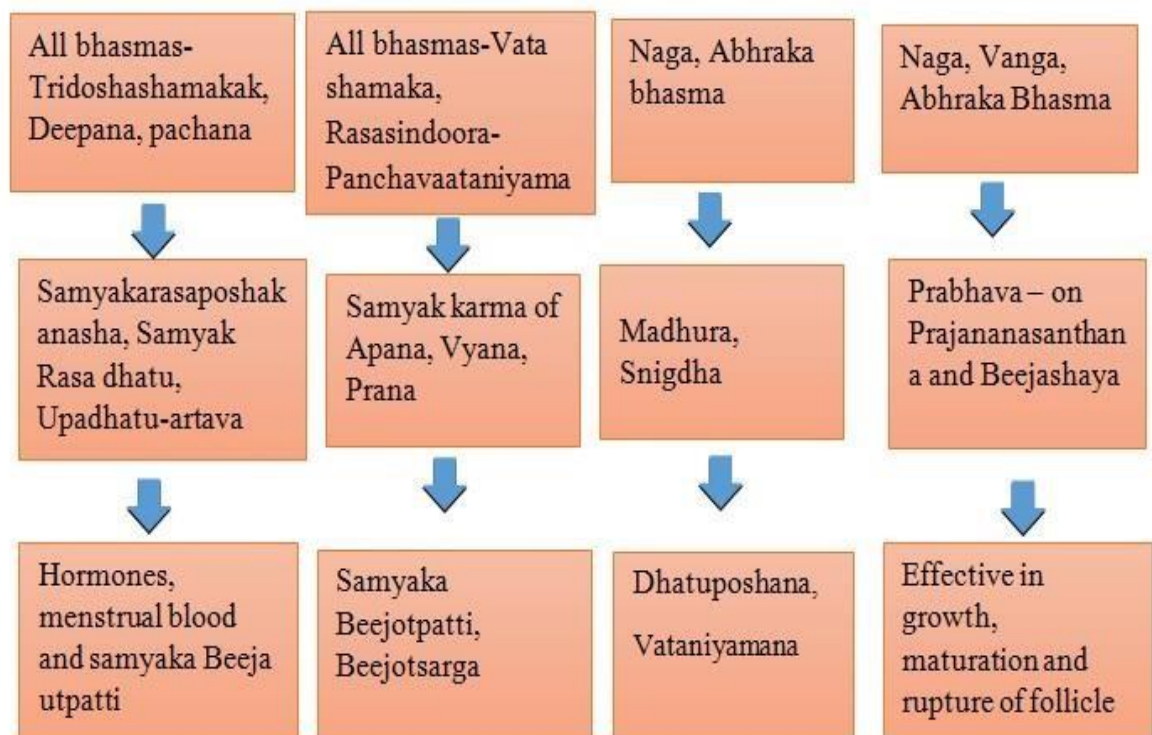 All bhasmas-
Tridoshashamakak,
Deepana, pachana
All bhasmas-Vata
shamaka,
Rasasindoora-
Panchavaataniyama
Naga, Abhraka
bhasma
Naga, Vanga,
Abhraka Bhasma
Samyakarasaposhak
anasha, Samyak
Rasa dhatu,
Upadhatu-artava
Samyak karma of
Apana, Vyana,
Prana
Madhura,
Snigdha
Prabhava – on
Prajananasanthan
a and Beejashaya
Hormones,
menstrual blood
and samyaka Beeja
utpatti
Samyaka
Beejotpatti,
Beejotsarga
Dhatuposhana,
Vataniyamana
Effective in
growth,
maturation and
rupture of follicle